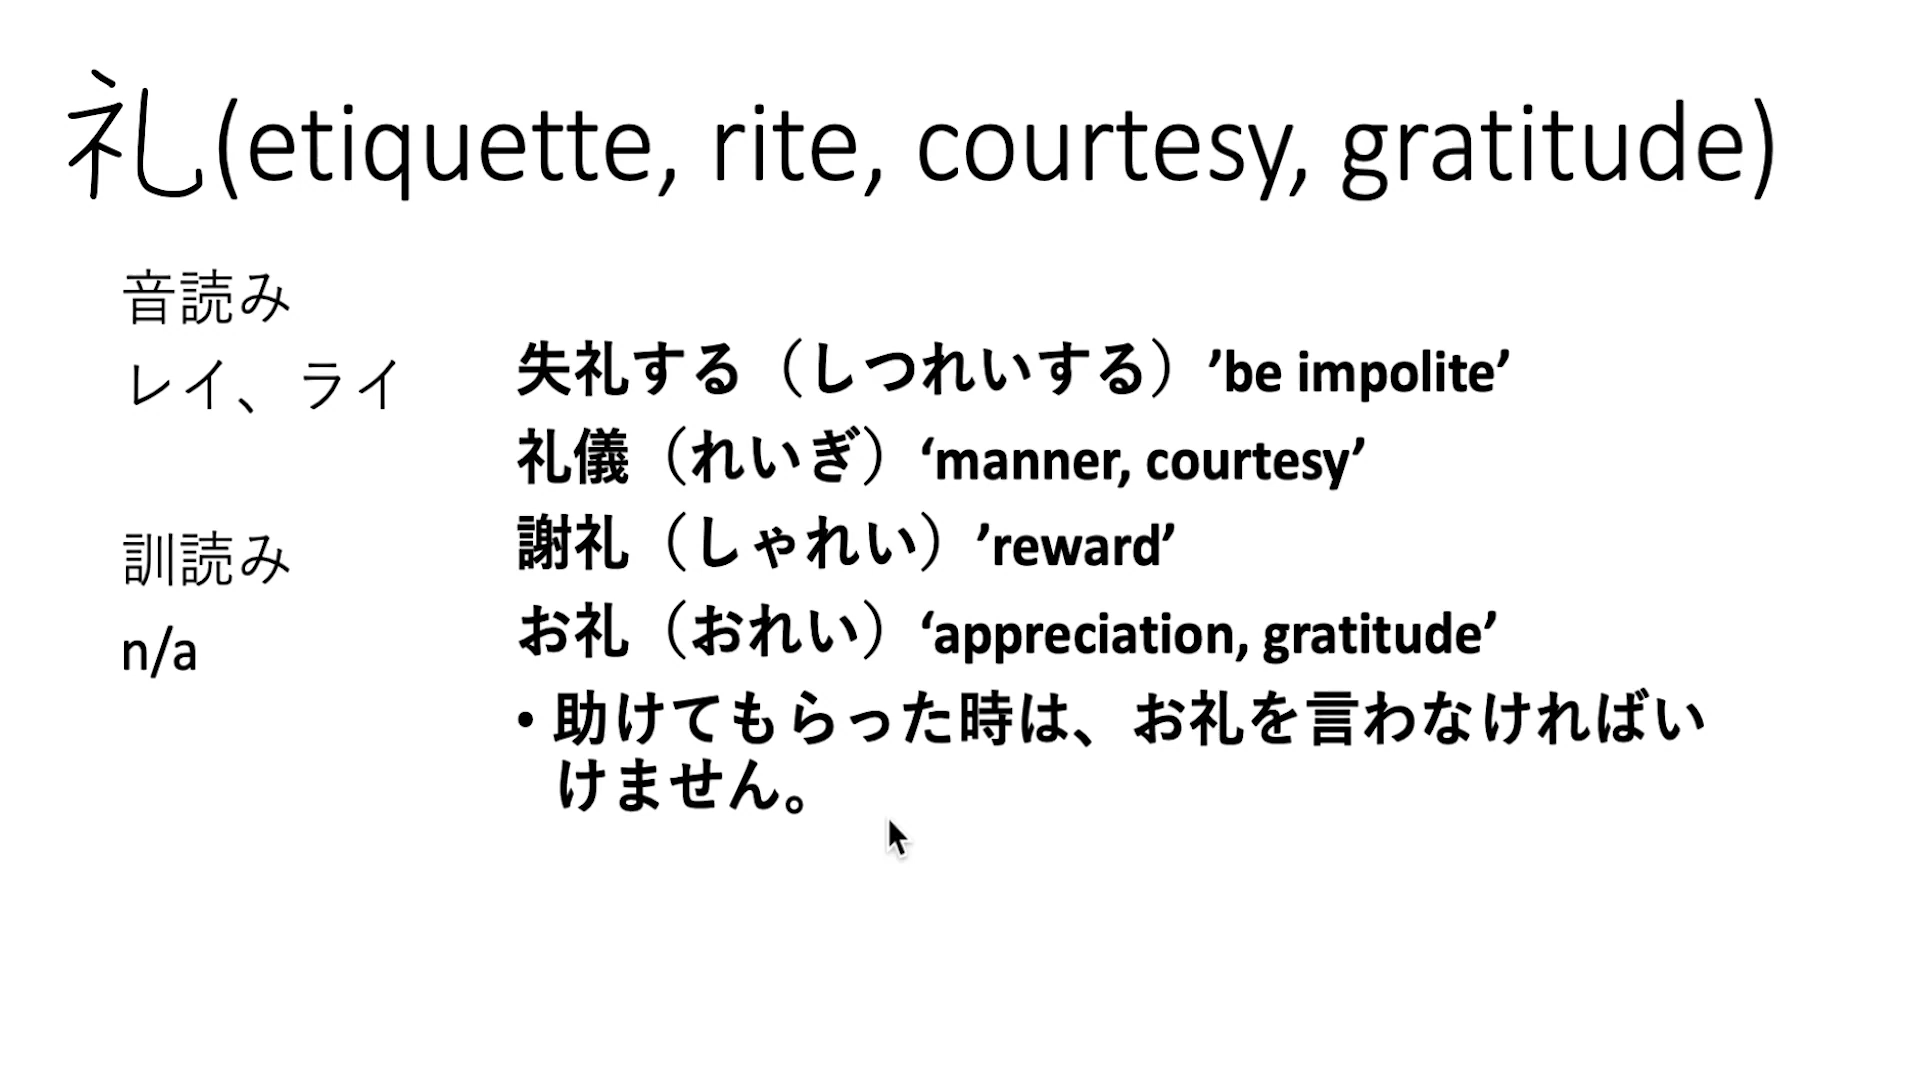 礼(etiquette, rite, courtesy, gratitude)
音読み
レイ、ライ
訓読み
n/a
失礼する（しつれいする）’be impolite’
礼儀（れいぎ）‘manner, courtesy’
謝礼（しゃれい）’reward’
お礼（おれい）‘appreciation, gratitude’
• 助けてもらった時は、お礼を言わなければい
けません。